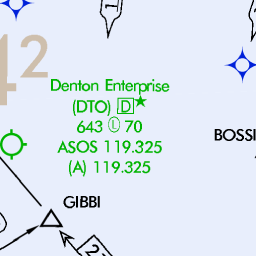 4²
Denton Enterprise
(DTO) D★
643 Ⓛ 70
ASOS 119.325
(A) 119.325
BOSSI
GIBBI